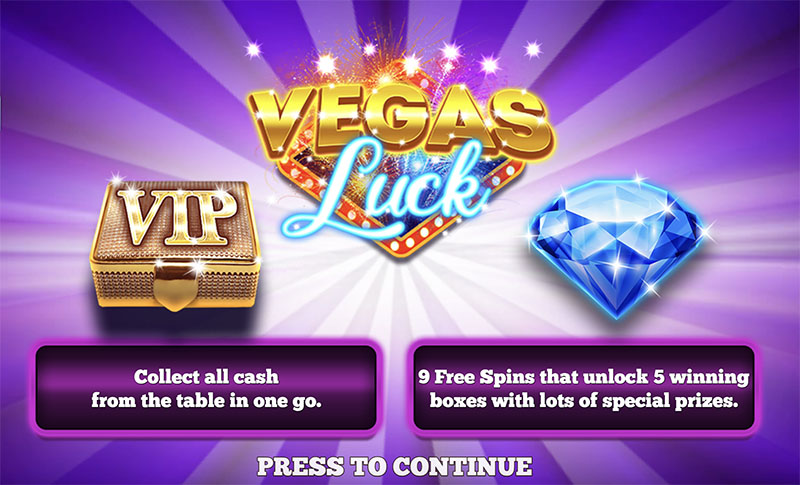 VEGAS
Luck
VIP
Collect all cash
from the table in one go.
9 Free Spins that unlock 5 winning
boxes with lots of special prizes.
PRESS TO CONTINUE